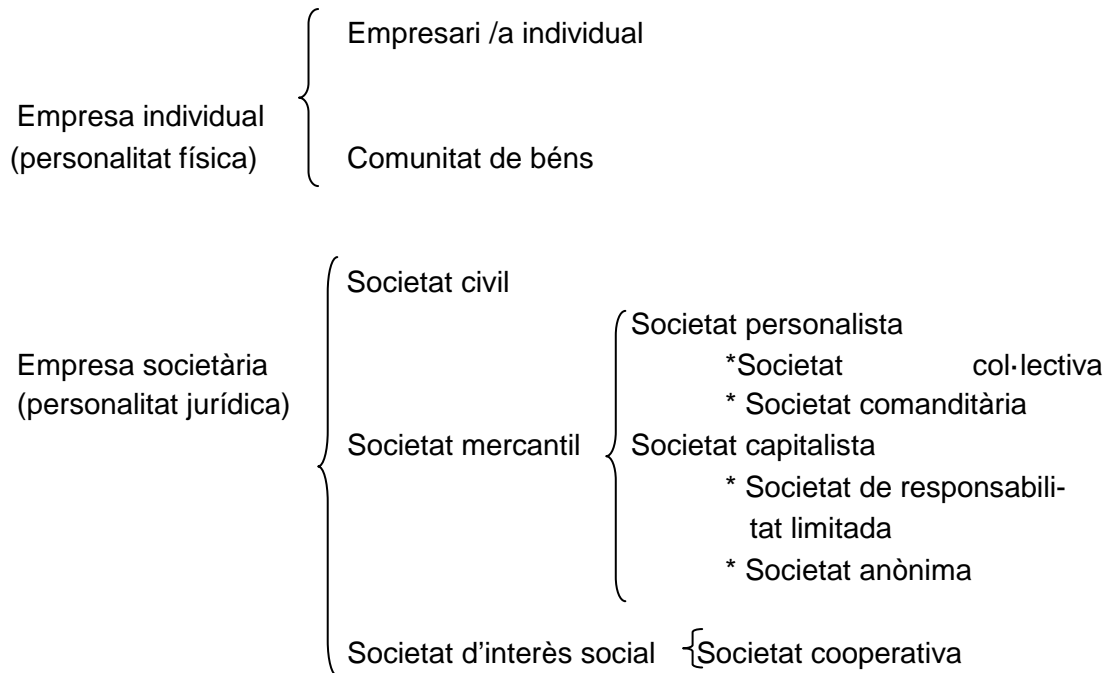 Empresari /a individual
Empresa individual
(personalitat física)
Comunitat de béns
Societat civil
Societat personalista
Empresa societària
*Societat col·lectiva
(personalitat jurídica)
* Societat comanditària
Societat mercantil
Societat capitalista
* Societat de responsabili-
tat limitada
* Societat anònima
Societat d’interès social
Societat cooperativa